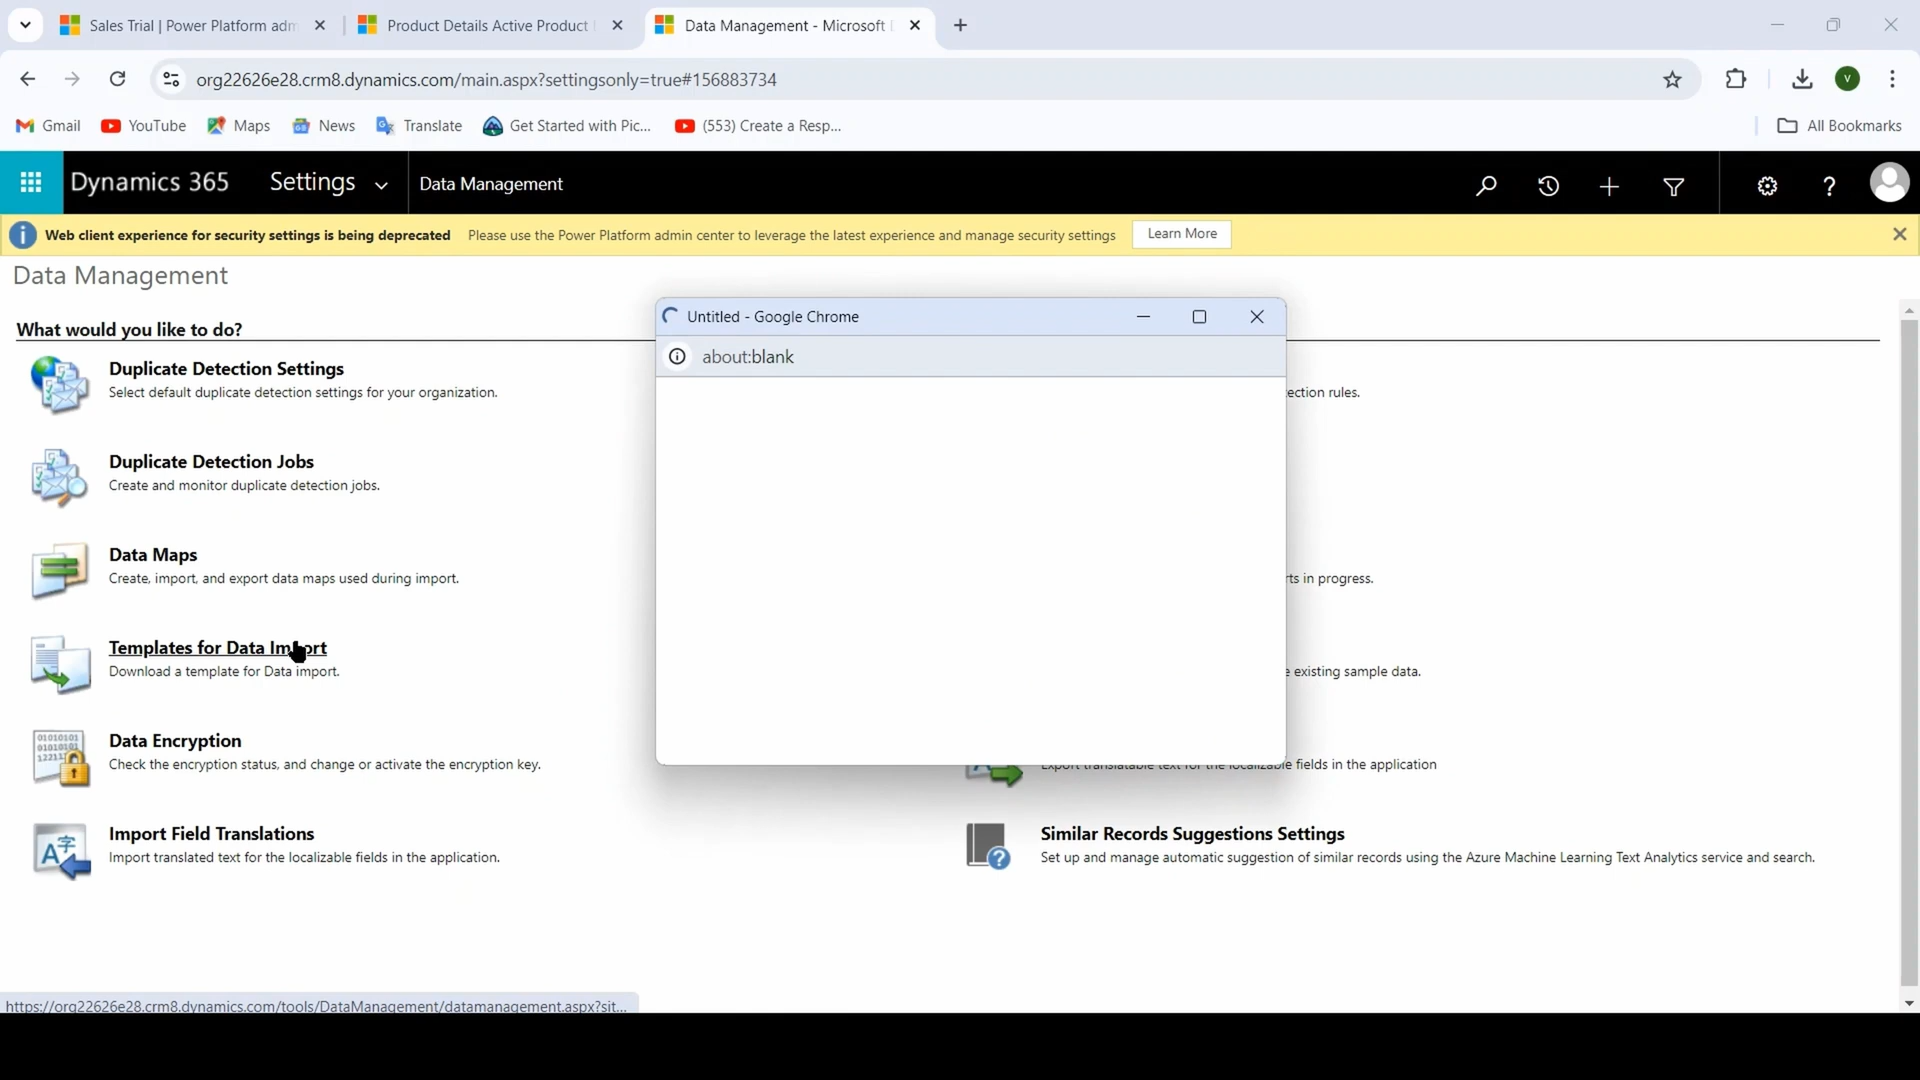 Sales Trial | Power Platform adm
Product Details Active Product
Data Management - Microsoft
org22626e28.crm8.dynamics.com/main.aspx?settingsonly=true#156883734
V
Gmail
YouTube
Maps
News
Translate
Get Started with Pic...
(553) Create a Resp...
All Bookmarks
Dynamics 365
Settings
Data Management
?
Web client experience for security settings is being deprecated Please use the Power Platform admin center to leverage the latest experience and manage security settings
Learn More
Data Management
What would you like to do?
Untitled - Google Chrome
about:blank
Duplicate Detection Settings
Select default duplicate detection settings for your organization.
ection rules.
Duplicate Detection Jobs
Create and monitor duplicate detection jobs.
Data Maps
Create, import, and export data maps used during import.
rts in progress.
Templates for Data Import
Download a template for Data import.
e existing sample data.
Data Encryption
Check the encryption status, and change or activate the encryption key.
Export translatable text for the localizable fields in the application
Import Field Translations
Import translated text for the localizable fields in the application.
Similar Records Suggestions Settings
Set up and manage automatic suggestion of similar records using the Azure Machine Learning Text Analytics service and search.
https://org22626e28.crm8.dynamics.com/tools/DataManagement/datamanagement.aspx?sit...